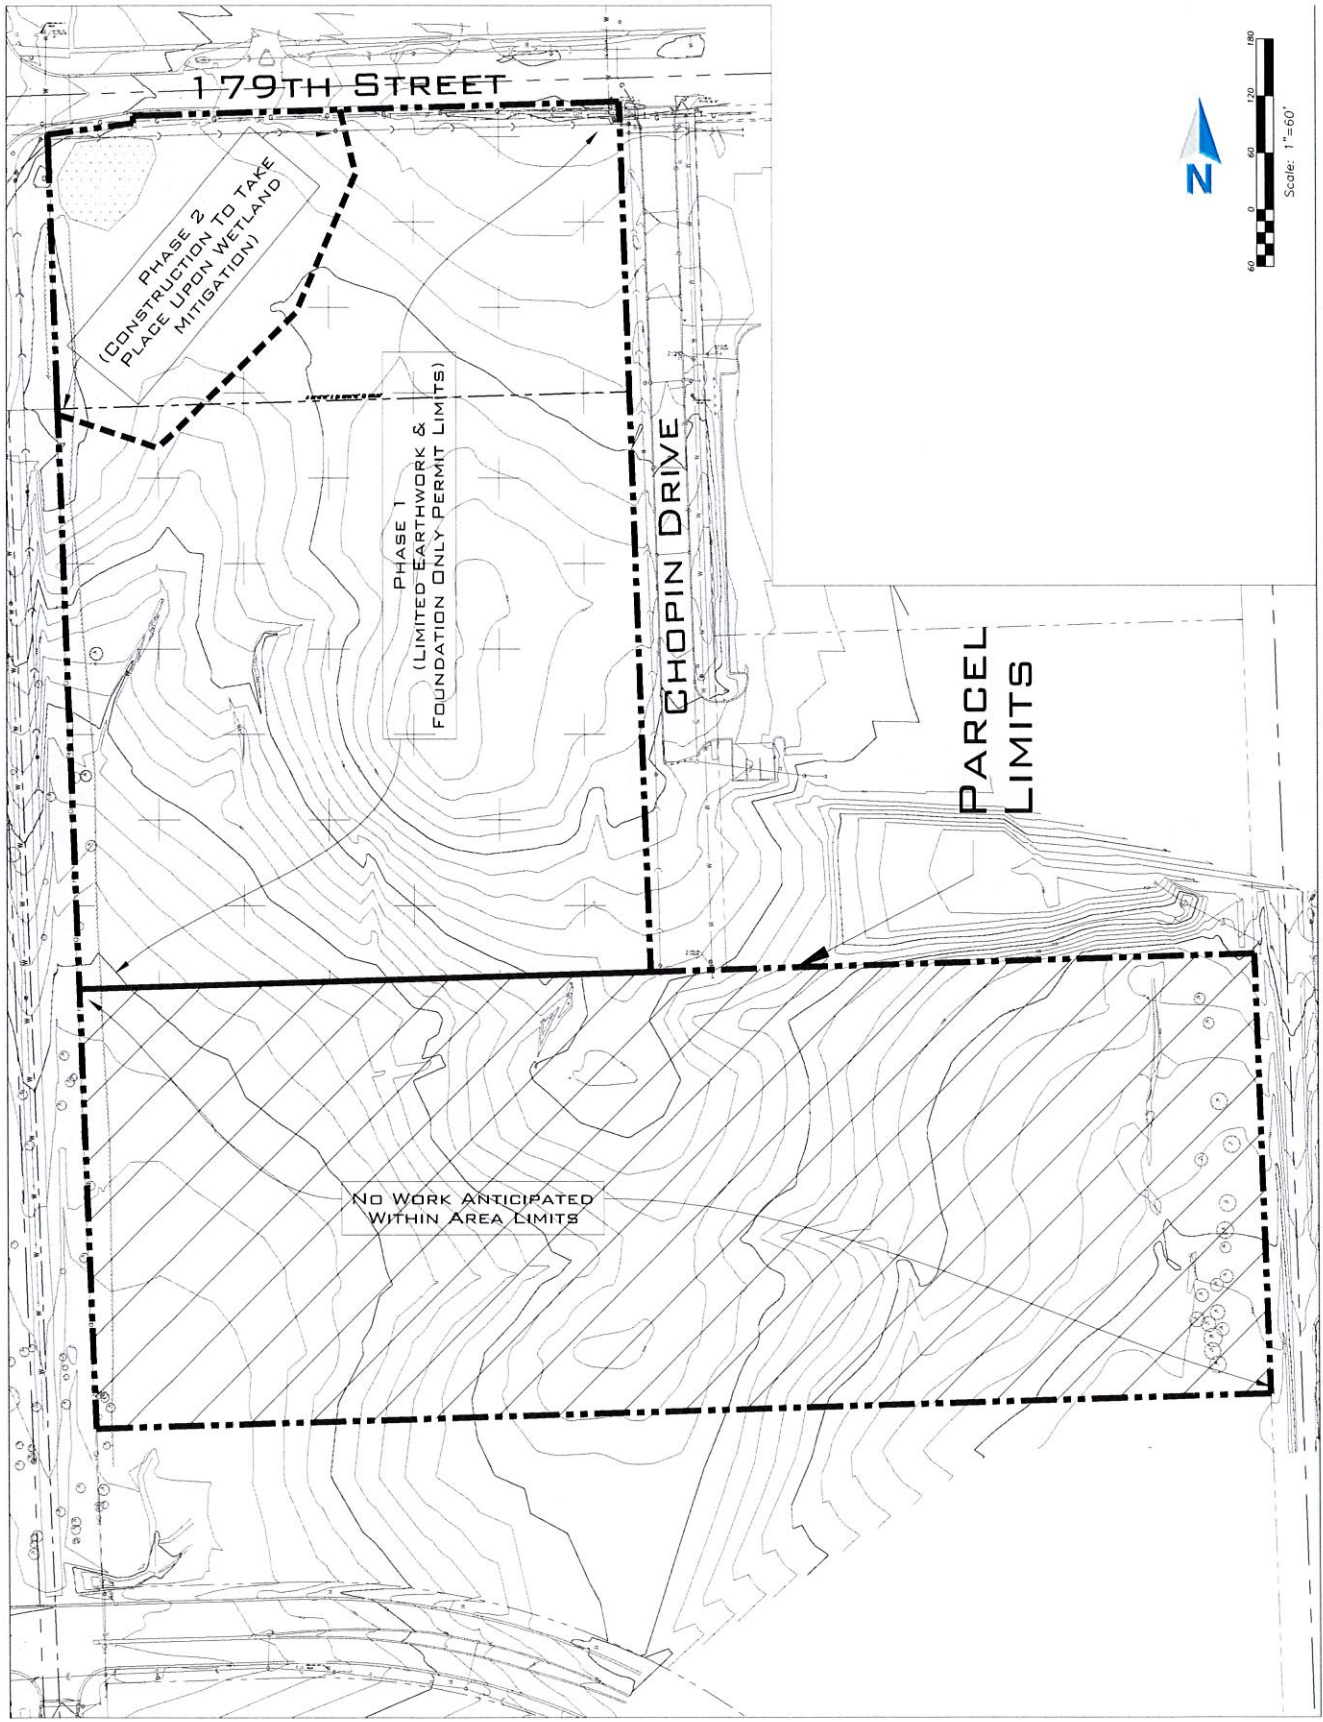 179TH STREET
PHASE 2
(CONSTRUCTION TO TAKE
PLACE UPON WETLAND
MITIGATION)
PHASE 1
(LIMITED EARTHWORK &
FOUNDATION ONLY PERMIT LIMITS)
CHOPIN DRIVE
PARCEL
LIMITS
NO WORK ANTICIPATED
WITHIN AREA LIMITS
N
60 0 60 120 180
Scale: 1"=60'